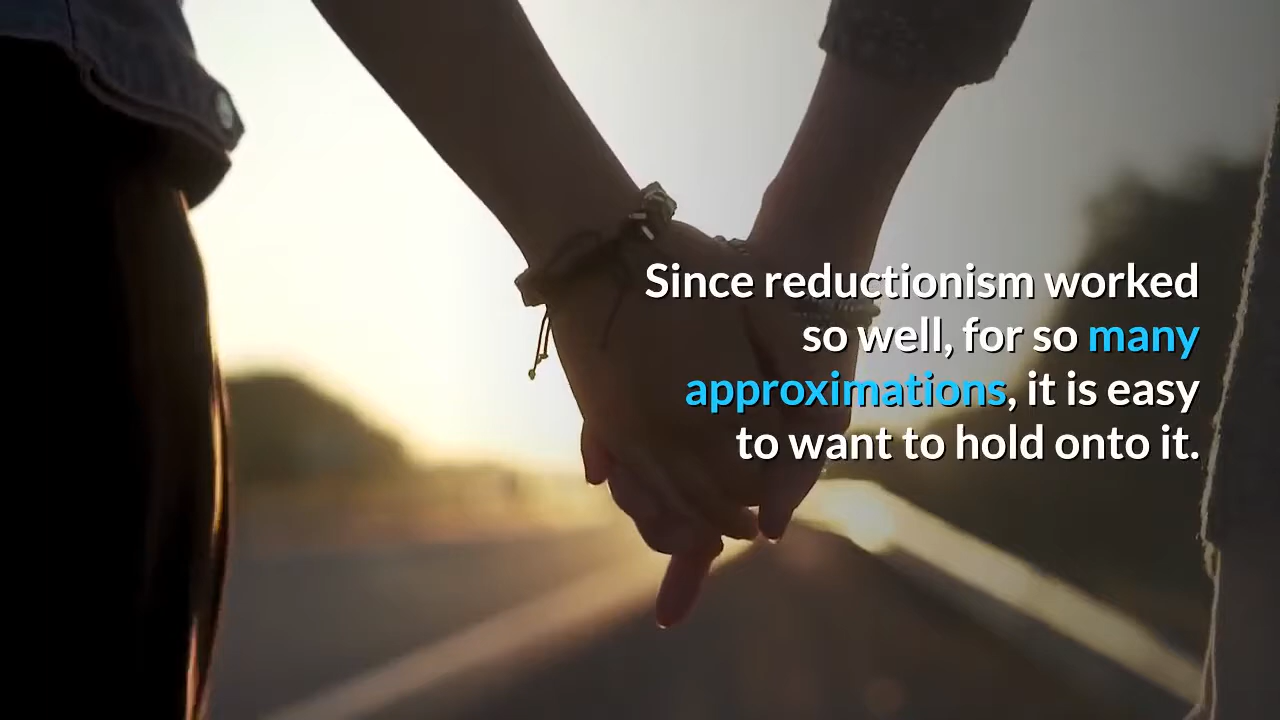 Since reductionism worked
so well, for so many
approximations, it is easy
to want to hold onto it.